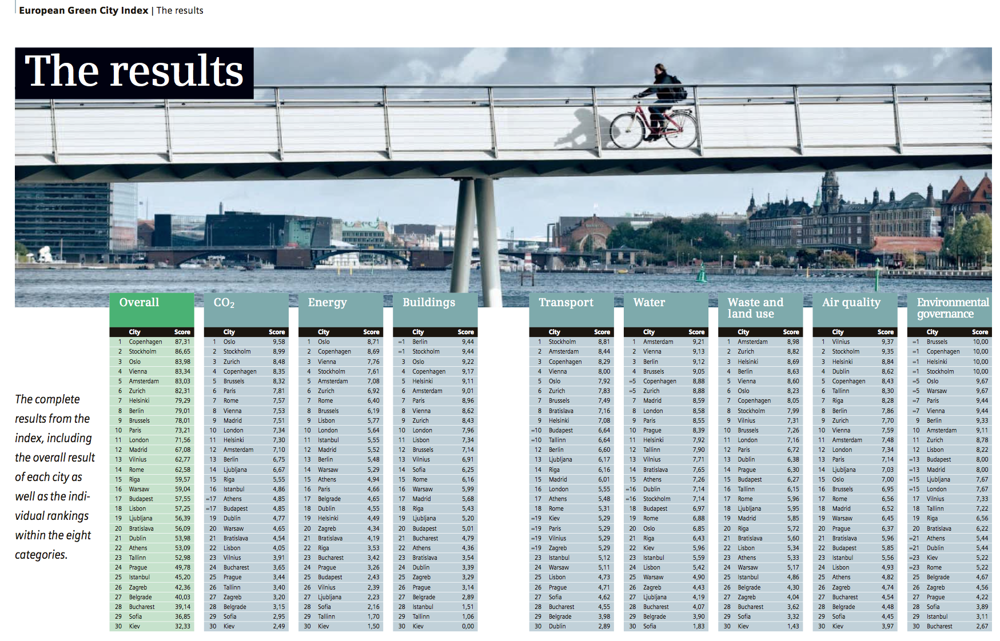 European Green City Index | The results
The results
The complete
results from the
index, including
the overall result
of each city as
well as the indi-
vidual rankings
within the eight
categories.
Overall
City Score
1 Copenhagen 87,31
2 Stockholm 86,65
3 Oslo 83,98
4 Vienna 83,34
5 Amsterdam 83,03
6 Zurich 82,31
7 Helsinki 79,29
8 Berlin 79,01
9 Brussels 78,01
10 Paris 73,21
11 London 71,56
12 Madrid 67,08
13 Vilnius 62,77
14 Rome 62,58
15 Riga 59,57
16 Warsaw 59,04
17 Budapest 57,55
18 Lisbon 57,25
19 Ljubljana 56,39
20 Bratislava 56,09
21 Dublin 53,98
22 Athens 53,09
23 Tallinn 52,98
24 Prague 49,78
25 Istanbul 45,20
26 Zagreb 42,36
27 Belgrade 40,03
28 Bucharest 39,14
29 Sofia 36,85
30 Kiev 32,33
CO2
City Score
1 Oslo 9,58
2 Stockholm 8,99
3 Zurich 8,48
4 Copenhagen 8,35
5 Brussels 8,32
6 Paris 7,81
7 Rome 7,57
8 Vienna 7,53
9 Madrid 7,51
10 London 7,34
11 Helsinki 7,30
12 Amsterdam 7,10
13 Berlin 6,75
14 Ljubljana 6,67
15 Riga 5,55
16 Istanbul 4,86
=17 Athens 4,85
=17 Budapest 4,85
19 Dublin 4,77
20 Warsaw 4,65
21 Bratislava 4,54
22 Lisbon 4,05
23 Vilnius 3,91
24 Bucharest 3,65
25 Prague 3,44
26 Tallinn 3,40
27 Zagreb 3,20
28 Belgrade 3,15
29 Sofia 2,95
30 Kiev 2,49
Energy
City Score
1 Oslo 8,71
2 Copenhagen 8,69
3 Vienna 7,76
4 Stockholm 7,61
5 Amsterdam 7,08
6 Zurich 6,92
7 Rome 6,40
8 Brussels 6,19
9 Lisbon 5,77
10 London 5,64
11 Istanbul 5,55
12 Madrid 5,52
13 Berlin 5,48
14 Warsaw 5,29
15 Athens 4,94
16 Paris 4,66
17 Belgrade 4,65
18 Dublin 4,55
19 Helsinki 4,49
20 Zagreb 4,34
21 Bratislava 4,19
22 Riga 3,53
23 Bucharest 3,42
24 Prague 3,26
25 Budapest 2,43
26 Vilnius 2,39
27 Ljubljana 2,23
28 Sofia 2,16
29 Tallinn 1,70
30 Kiev 1,50
Buildings
City Score
=1 Berlin 9,44
=1 Stockholm 9,44
3 Oslo 9,22
4 Copenhagen 9,17
5 Helsinki 9,11
6 Amsterdam 9,01
7 Paris 8,96
8 Vienna 8,62
9 Zurich 8,43
10 London 7,96
11 Lisbon 7,34
12 Brussels 7,14
13 Vilnius 6,91
14 Sofia 6,25
15 Rome 6,16
16 Warsaw 5,99
17 Madrid 5,68
18 Riga 5,43
19 Ljubljana 5,20
20 Budapest 5,01
21 Bucharest 4,79
22 Athens 4,36
23 Bratislava 3,54
24 Dublin 3,39
25 Zagreb 3,29
26 Prague 3,14
27 Belgrade 2,89
28 Istanbul 1,51
29 Tallinn 1,06
30 Kiev 0,00
Transport
City Score
1 Stockholm 8,81
2 Amsterdam 8,44
3 Copenhagen 8,29
4 Vienna 8,00
5 Oslo 7,92
6 Zurich 7,83
7 Brussels 7,49
8 Bratislava 7,16
9 Helsinki 7,08
=10 Budapest 6,64
=10 Tallinn 6,64
12 Berlin 6,60
13 Ljubljana 6,17
14 Riga 6,16
15 Madrid 6,01
16 London 5,55
17 Athens 5,48
18 Rome 5,31
=19 Kiev 5,29
=19 Paris 5,29
=19 Vilnius 5,29
=19 Zagreb 5,29
23 Istanbul 5,12
24 Warsaw 5,11
25 Lisbon 4,73
26 Prague 4,71
27 Sofia 4,62
28 Bucharest 4,55
29 Belgrade 3,98
30 Dublin 2,89
Water
City Score
1 Amsterdam 9,21
2 Vienna 9,13
3 Berlin 9,12
4 Brussels 9,05
=5 Copenhagen 8,88
=5 Zurich 8,88
7 Madrid 8,59
8 London 8,58
9 Paris 8,55
10 Prague 8,39
11 Helsinki 7,92
12 Tallinn 7,90
13 Vilnius 7,71
14 Bratislava 7,65
15 Athens 7,26
=16 Dublin 7,14
=16 Stockholm 7,14
18 Budapest 6,97
19 Rome 6,88
20 Oslo 6,85
21 Riga 6,43
22 Kiev 5,96
23 Istanbul 5,59
24 Lisbon 5,42
25 Warsaw 4,90
26 Zagreb 4,43
27 Ljubljana 4,19
28 Bucharest 4,07
29 Belgrade 3,90
30 Sofia 1,83
Waste and
land use
City Score
1 Amsterdam 8,98
2 Zurich 8,82
3 Helsinki 8,69
4 Berlin 8,63
5 Vienna 8,60
6 Oslo 8,23
7 Copenhagen 8,05
8 Stockholm 7,99
9 Vilnius 7,31
10 Brussels 7,26
11 London 7,16
12 Paris 6,72
13 Dublin 6,38
14 Prague 6,30
15 Budapest 6,27
16 Tallinn 6,15
17 Rome 5,96
18 Ljubljana 5,95
19 Madrid 5,85
20 Riga 5,72
21 Bratislava 5,60
22 Lisbon 5,34
23 Athens 5,33
24 Warsaw 5,17
25 Istanbul 4,86
26 Belgrade 4,30
27 Zagreb 4,04
28 Bucharest 3,62
29 Sofia 3,32
30 Kiev 1,43
Air quality
City Score
1 Vilnius 9,37
2 Stockholm 9,35
3 Helsinki 8,84
4 Dublin 8,62
5 Copenhagen 8,43
6 Tallinn 8,30
7 Riga 8,28
8 Berlin 7,86
9 Zurich 7,70
10 Vienna 7,59
11 Amsterdam 7,48
12 London 7,34
13 Paris 7,14
14 Ljubljana 7,03
15 Oslo 7,00
16 Brussels 6,95
17 Rome 6,56
18 Madrid 6,52
19 Warsaw 6,45
20 Prague 6,37
21 Bratislava 5,96
22 Budapest 5,85
23 Istanbul 5,56
24 Lisbon 4,93
25 Athens 4,82
26 Zagreb 4,74
27 Bucharest 4,54
28 Belgrade 4,48
29 Sofia 4,45
30 Kiev 3,97
Environmental
governance
City Score
=1 Brussels 10,00
=1 Copenhagen 10,00
=1 Helsinki 10,00
=1 Stockholm 10,00
=5 Oslo 9,67
=5 Warsaw 9,67
=7 Paris 9,44
=7 Vienna 9,44
9 Berlin 9,33
10 Amsterdam 9,11
11 Zurich 8,78
12 Lisbon 8,22
=13 Budapest 8,00
=13 Madrid 8,00
=15 Ljubljana 7,67
=15 London 7,67
17 Vilnius 7,33
18 Tallinn 7,22
19 Riga 6,56
20 Bratislava 6,22
=21 Athens 5,44
=21 Dublin 5,44
=23 Kiev 5,22
=23 Rome 5,22
25 Belgrade 4,67
26 Zagreb 4,56
27 Prague 4,22
28 Sofia 3,89
29 Istanbul 3,11
30 Bucharest 2,67